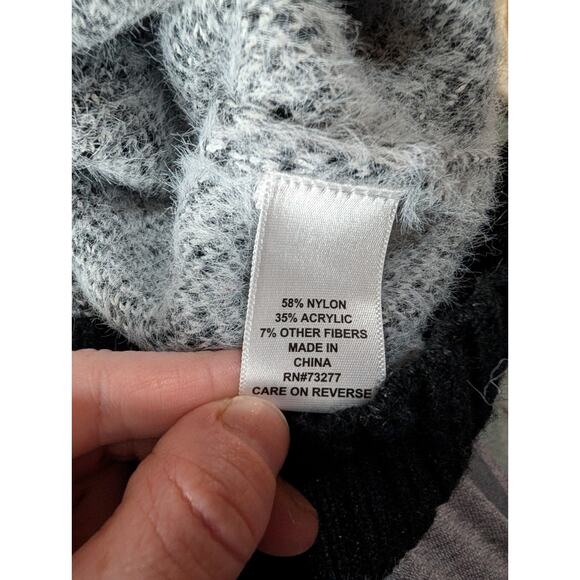 58% NYLON
35% ACRYLIC
7% OTHER FIBERS
MADE IN
CHINA
RN#73277
CARE ON REVERSE